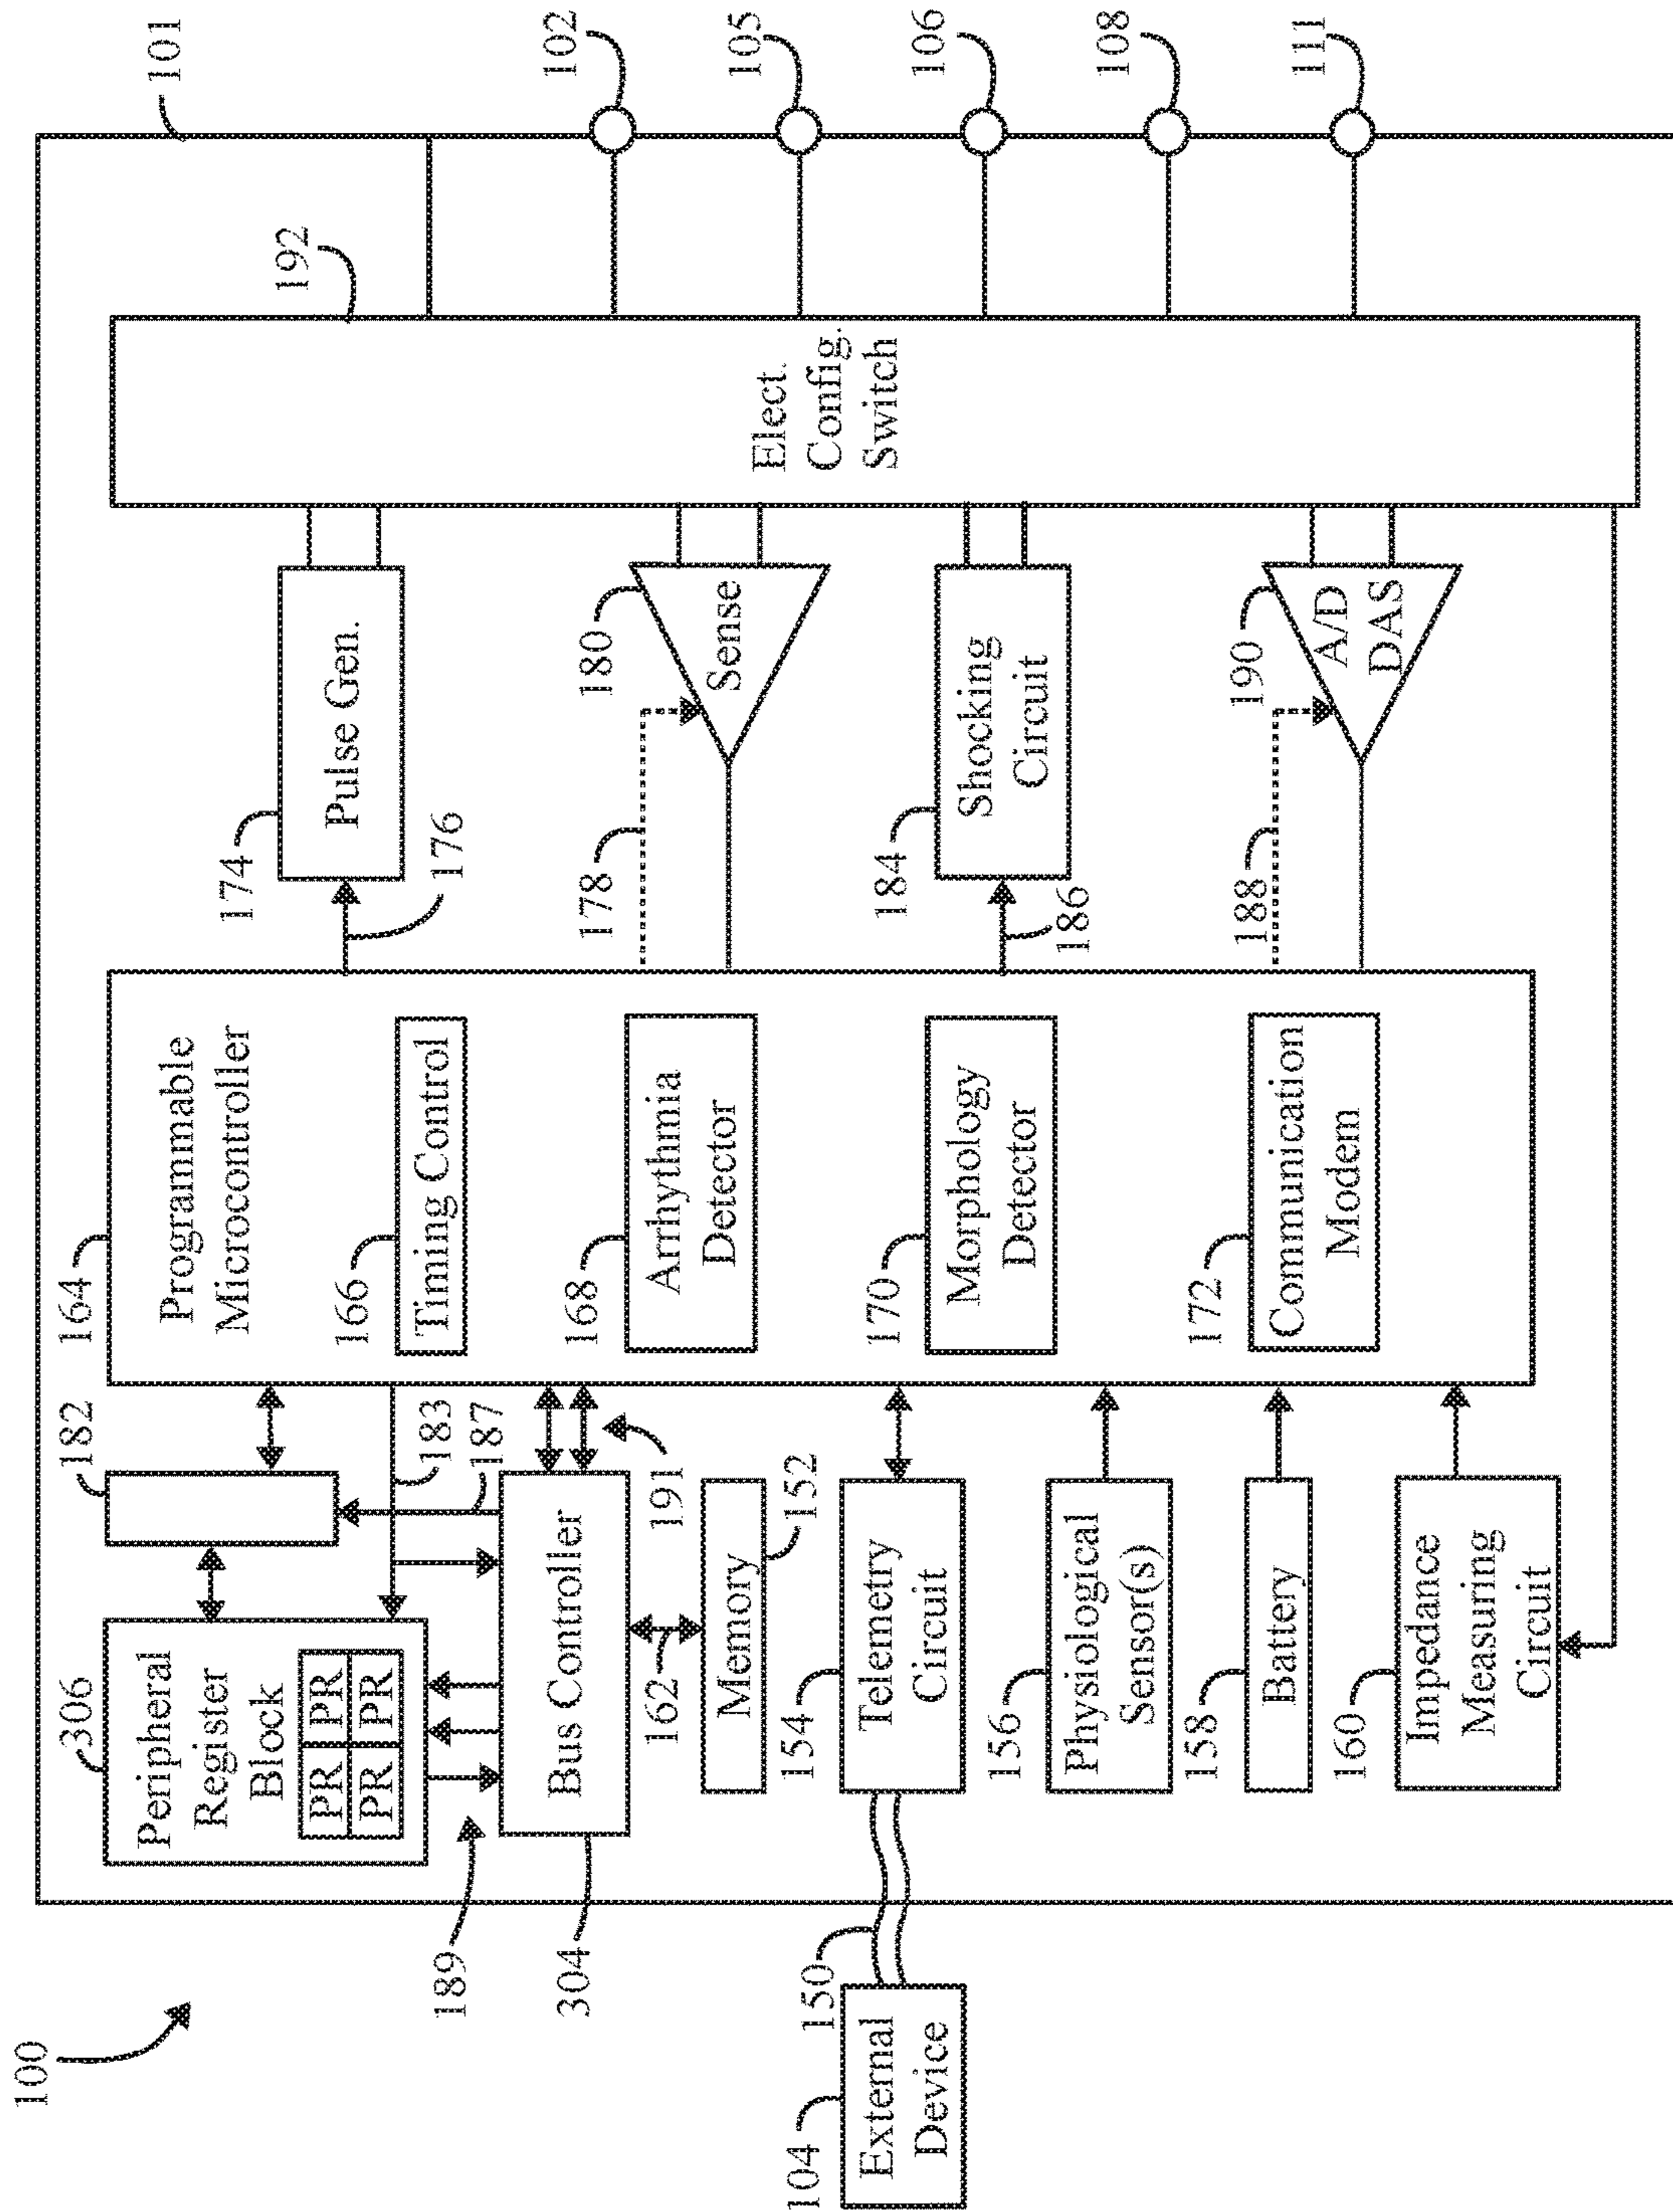 100
101
306
Peripheral
Register
Block
PR
PR
PR
PR
182
183
187
189
304
Bus Controller
191
162
Memory
152
104
External
Device
150
154
Telemetry
Circuit
156
Physiological
Sensor(s)
158
Battery
160
Impedance
Measuring
Circuit
164
Programmable
Microcontroller
166
Timing Control
168
Arrhythmia
Detector
170
Morphology
Detector
172
Communication
Modem
174
Pulse Gen.
176
178
180
Sense
184
Shocking
Circuit
186
188
190
A/D
DAS
192
Elect.
Config.
Switch
102
105
106
108
111